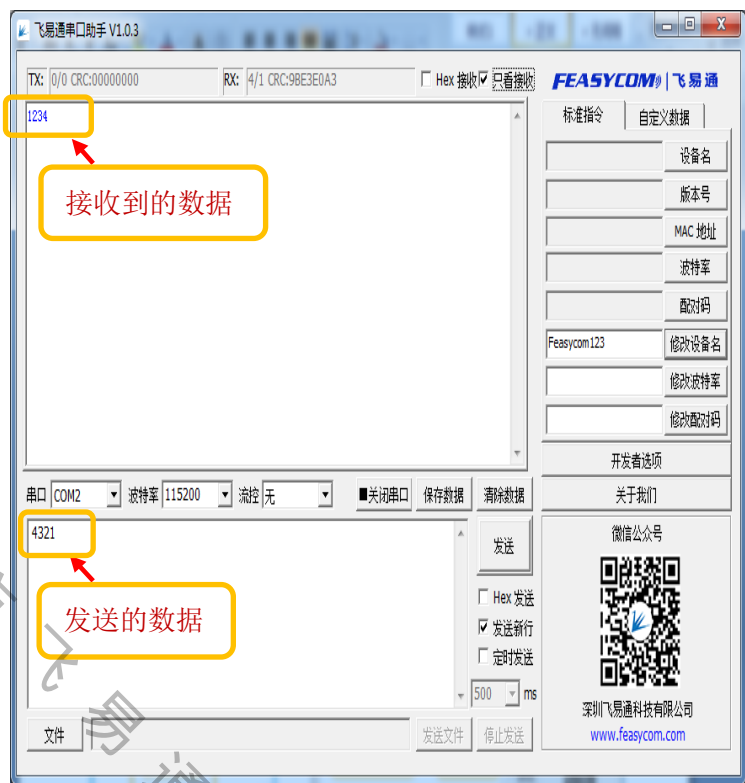 飞易通串口助手 V1.0.3
TX: 0/0 CRC:00000000 RX: 4/1 CRC:9BE3E0A3 Hex 接收 只看接收 FEASYCOM 飞易通
1234
接收到的数据
标准指令 自定义数据
设备名
版本号
MAC 地址
波特率
配对码
Feasycom123 修改设备名
修改波特率
修改配对码
开发者选项
串口 COM2 波特率 115200 流控 无 ■关闭串口 保存数据 清除数据
关于我们
4321
发送的数据
发送
Hex 发送
发送新行
定时发送
500 ms
文件 发送文件 停止发送
微信公众号
深圳飞易通科技有限公司
www.feasycom.com
飞易通